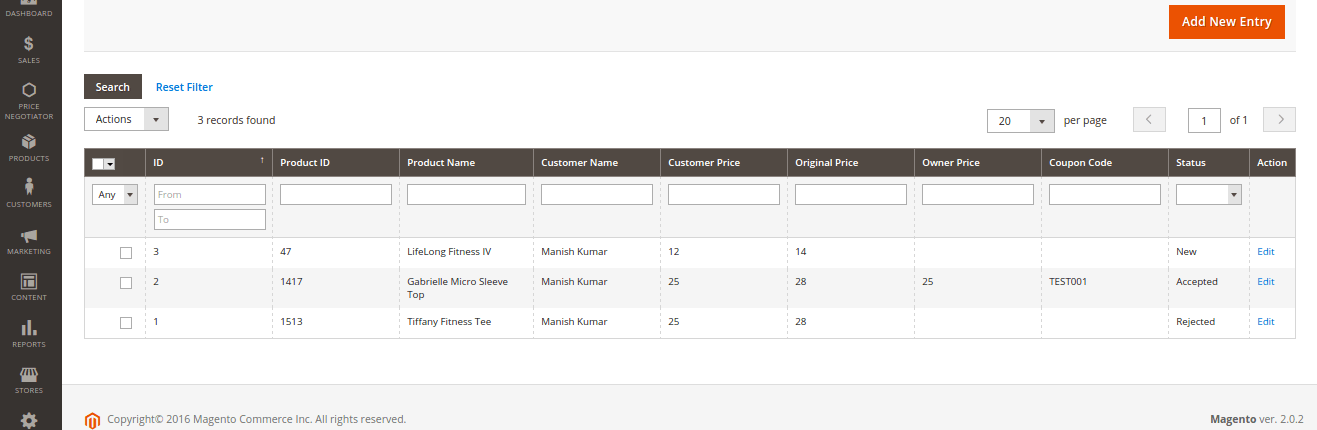 DASHBOARD
SALES
PRICE
NEGOTIATOR
PRODUCTS
CUSTOMERS
MARKETING
CONTENT
REPORTS
STORES
Add New Entry
Search Reset Filter
Actions 3 records found 20 per page 1 of 1
ID ↑ Product ID Product Name Customer Name Customer Price Original Price Owner Price Coupon Code Status Action
Any From
To
3 47 LifeLong Fitness IV Manish Kumar 12 14 New Edit
2 1417 Gabrielle Micro Sleeve Manish Kumar 25 28 25 TEST001 Accepted Edit
Top
1 1513 Tiffany Fitness Tee Manish Kumar 25 28 Rejected Edit
Copyright© 2016 Magento Commerce Inc. All rights reserved. Magento ver. 2.0.2